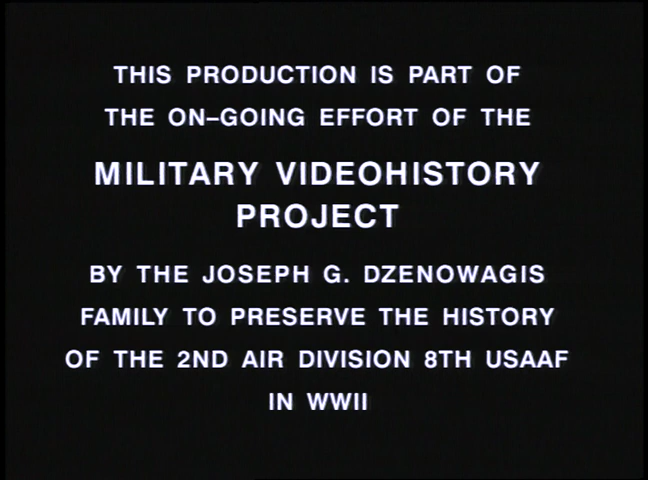 THIS PRODUCTION IS PART OF
THE ON–GOING EFFORT OF THE
MILITARY VIDEOHISTORY
PROJECT
BY THE JOSEPH G. DZENOWAGIS
FAMILY TO PRESERVE THE HISTORY
OF THE 2ND AIR DIVISION 8TH USAAF
IN WWII